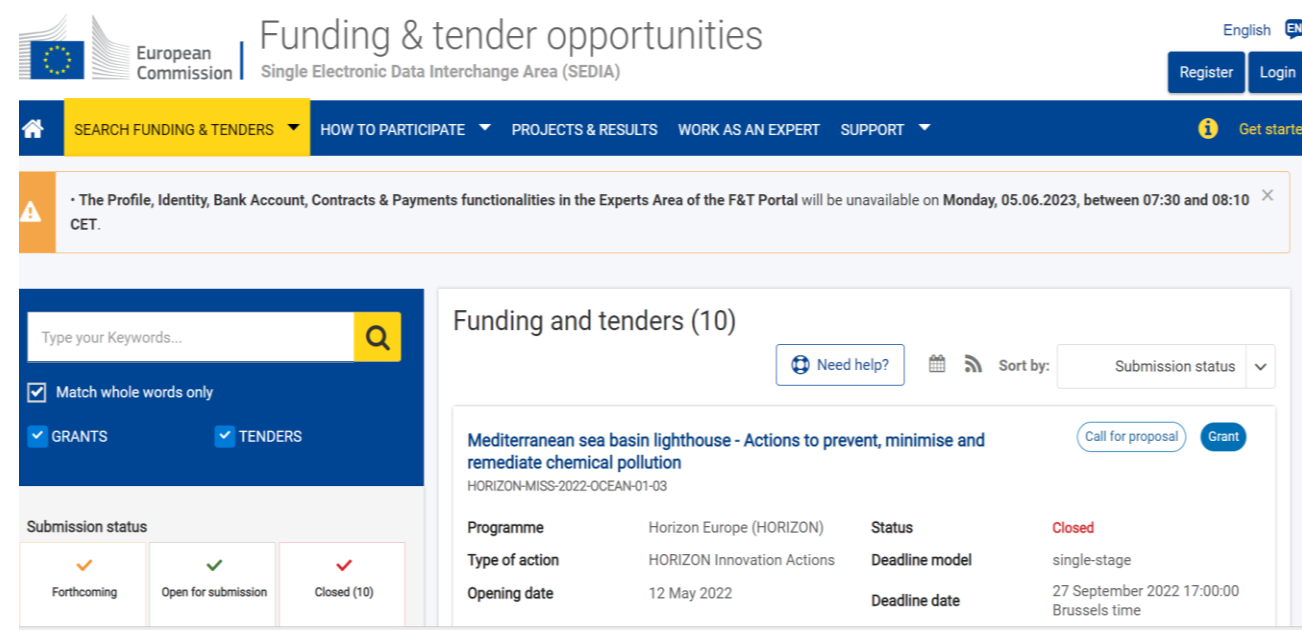 European
Commission
Funding & tender opportunities
Single Electronic Data Interchange Area (SEDIA)
English EN
Register Login
SEARCH FUNDING & TENDERS HOW TO PARTICIPATE PROJECTS & RESULTS WORK AS AN EXPERT SUPPORT Get starte
• The Profile, Identity, Bank Account, Contracts & Payments functionalities in the Experts Area of the F&T Portal will be unavailable on Monday, 05.06.2023, between 07:30 and 08:10
CET.
Type your Keywords...
Match whole words only
GRANTS TENDERS
Submission status
Forthcoming Open for submission Closed (10)
Funding and tenders (10)
Need help? Sort by: Submission status
Mediterranean sea basin lighthouse - Actions to prevent, minimise and
remediate chemical pollution
HORIZON-MISS-2022-OCEAN-01-03
Call for proposal Grant
Programme Horizon Europe (HORIZON) Status Closed
Type of action HORIZON Innovation Actions Deadline model single-stage
Opening date 12 May 2022 Deadline date 27 September 2022 17:00:00
Brussels time